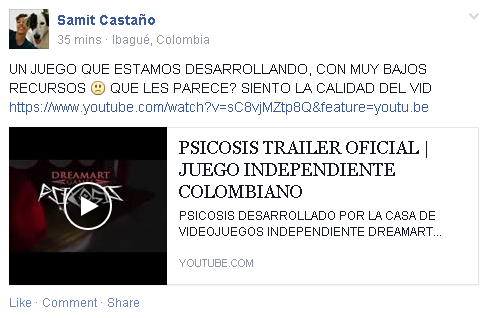 Samit Castaño
35 mins · Ibagué, Colombia
UN JUEGO QUE ESTAMOS DESARROLLANDO, CON MUY BAJOS
RECURSOS QUE LES PARECE? SIENTO LA CALIDAD DEL VID
https://www.youtube.com/watch?v=sC8vjMZtp8Q&feature=youtu.be
DREAMART
GAMES
PSICOSIS
PSICOSIS TRAILER OFICIAL |
JUEGO INDEPENDIENTE
COLOMBIANO
PSICOSIS DESARROLLADO POR LA CASA DE
VIDEOJUEGOS INDEPENDIENTE DREAMART...
YOUTUBE.COM
Like · Comment · Share